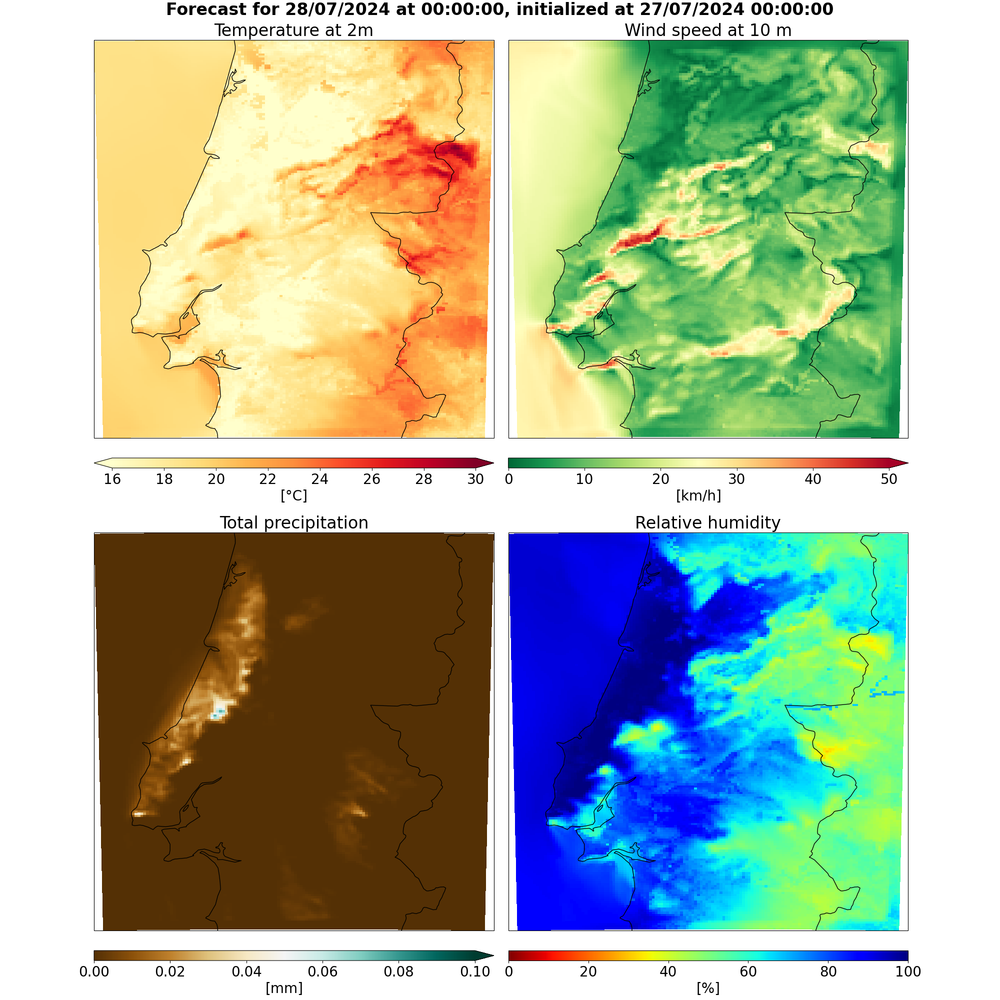 Forecast for 28/07/2024 at 00:00:00, initialized at 27/07/2024 00:00:00
Temperature at 2m
Wind speed at 10 m
16 18 20 22 24 26 28 30
[°C]
0 10 20 30 40 50
[km/h]
Total precipitation
Relative humidity
0.00 0.02 0.04 0.06 0.08 0.10
[mm]
0 20 40 60 80 100
[%]